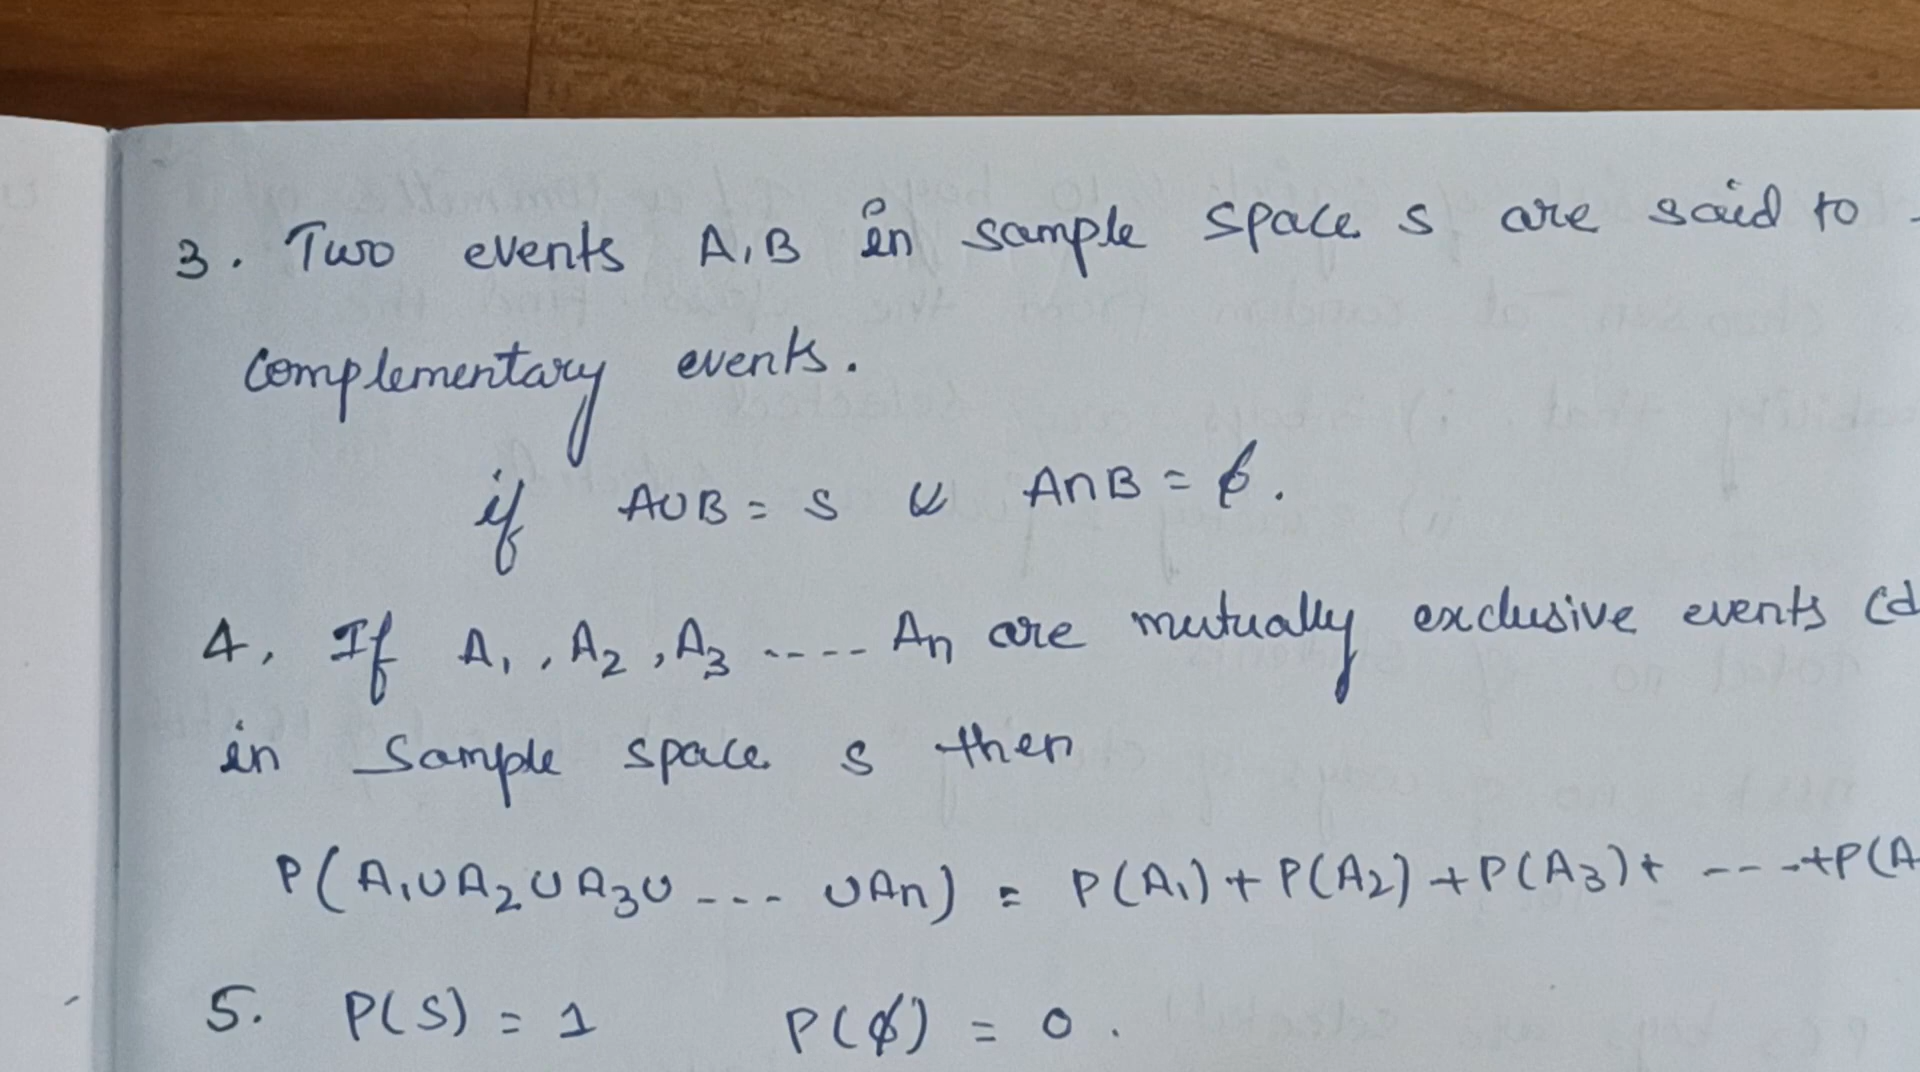 3. Two events A,B in sample space s are said to
complementary events.
if A∪B = s & A∩B = ϕ.
4. If A₁, A₂, A₃ ---- An are mutually exclusive events (d
in sample space s then
P(A₁∪A₂∪A₃∪ --- ∪An) = P(A₁) + P(A₂) + P(A₃) + --- + P(A
5. P(S) = 1 P(ϕ) = 0.